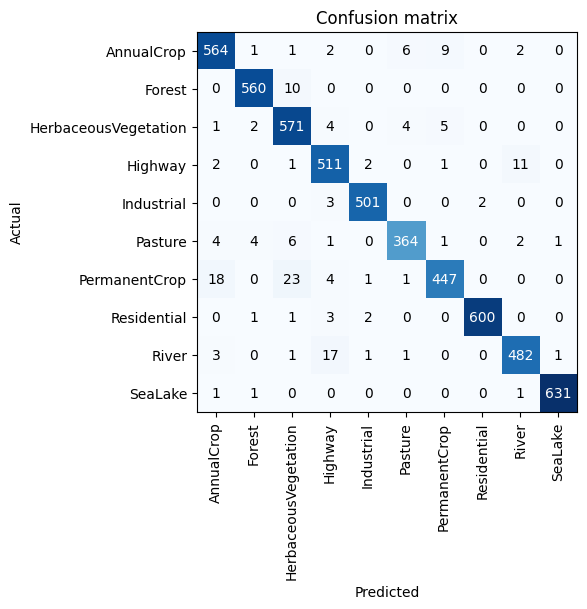 Confusion matrix
AnnualCrop 564 1 1 2 0 6 9 0 2 0
Forest 0 560 10 0 0 0 0 0 0 0
HerbaceousVegetation 1 2 571 4 0 4 5 0 0 0
Highway 2 0 1 511 2 0 1 0 11 0
Industrial 0 0 0 3 501 0 0 2 0 0
Pasture 4 4 6 1 0 364 1 0 2 1
PermanentCrop 18 0 23 4 1 1 447 0 0 0
Residential 0 1 1 3 2 0 0 600 0 0
River 3 0 1 17 1 1 0 0 482 1
SeaLake 1 1 0 0 0 0 0 0 1 631
Actual
AnnualCrop
Forest
HerbaceousVegetation
Highway
Industrial
Pasture
PermanentCrop
Residential
River
SeaLake
Predicted